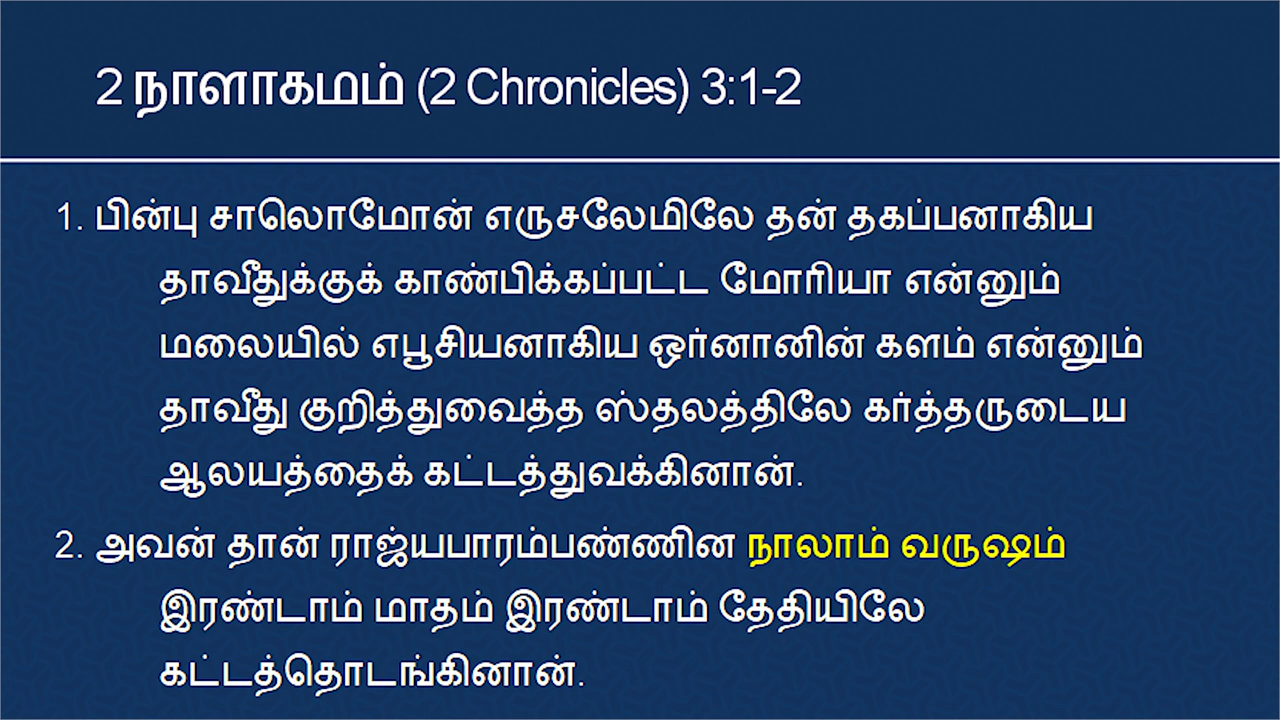 2 நாளாகமம் (2 Chronicles) 3:1-2
1. பின்பு சாலொமோன் எருசலேமிலே தன் தகப்பனாகிய
தாவீதுக்குக் காண்பிக்கப்பட்ட மோரியா என்னும்
மலையில் எபூசியனாகிய ஒர்னானின் களம் என்னும்
தாவீது குறித்துவைத்த ஸ்தலத்திலே கர்த்தருடைய
ஆலயத்தைக் கட்டத்துவக்கினான்.
2. அவன் தான் ராஜ்யபாரம்பண்ணின நாலாம் வருஷம்
இரண்டாம் மாதம் இரண்டாம் தேதியிலே
கட்டத்தொடங்கினான்.